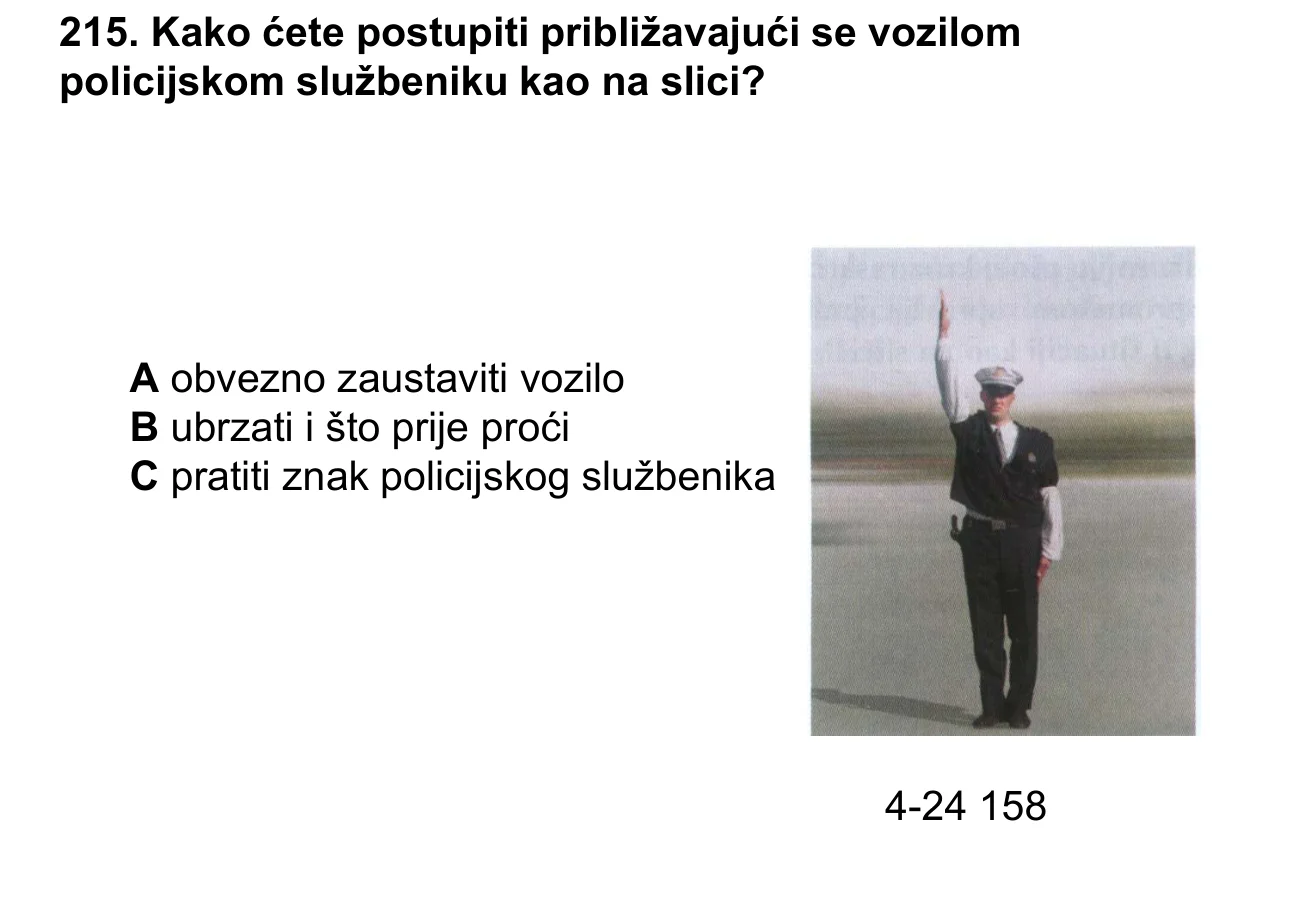 215. Kako ćete postupiti približavajući se vozilom
policijskom službeniku kao na slici?
A obvezno zaustaviti vozilo
B ubrzati i što prije proći
C pratiti znak policijskog službenika
4-24 158